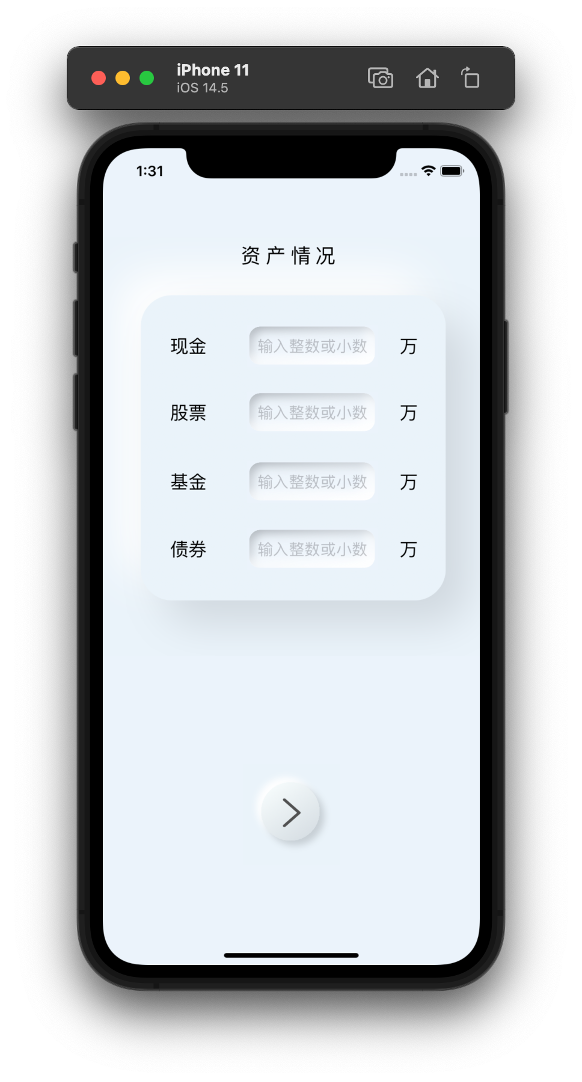 iPhone 11
iOS 14.5
1:31
资产情况
现金 输入整数或小数 万
股票 输入整数或小数 万
基金 输入整数或小数 万
债券 输入整数或小数 万